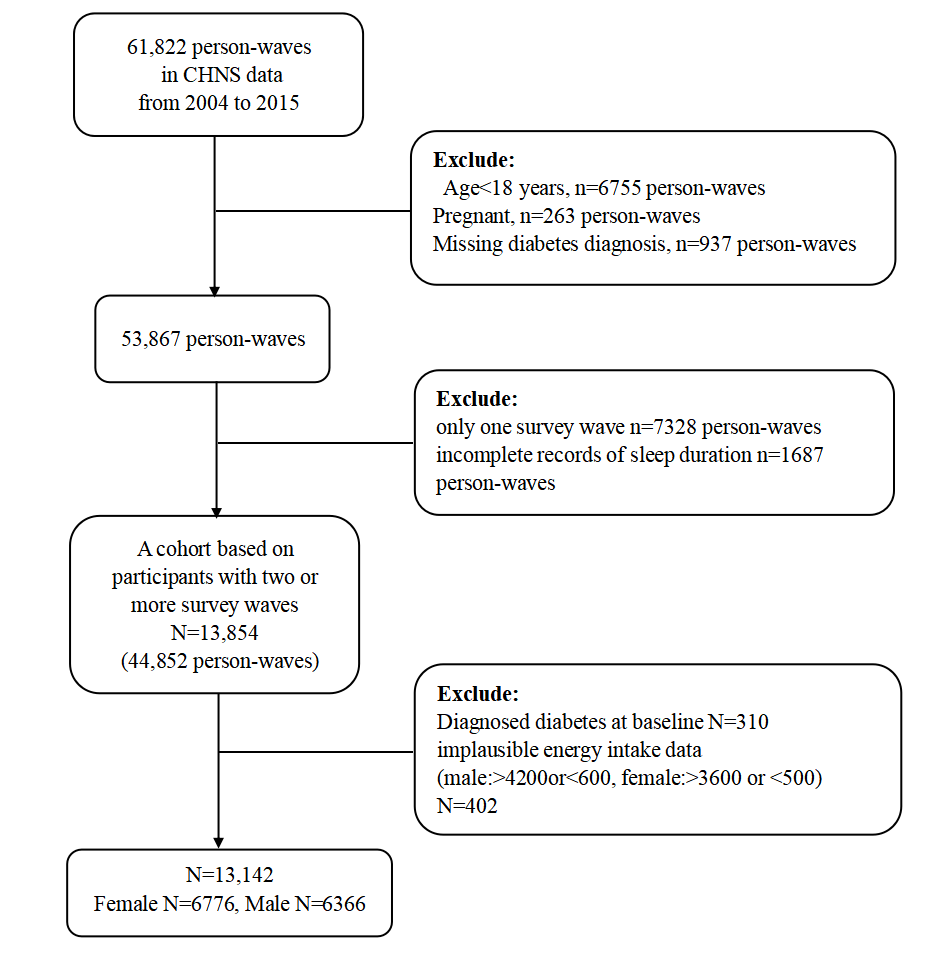 61,822 person-waves
in CHNS data
from 2004 to 2015
Exclude:
Age<18 years, n=6755 person-waves
Pregnant, n=263 person-waves
Missing diabetes diagnosis, n=937 person-waves
53,867 person-waves
Exclude:
only one survey wave n=7328 person-waves
incomplete records of sleep duration n=1687
person-waves
A cohort based on
participants with two or
more survey waves
N=13,854
(44,852 person-waves)
Exclude:
Diagnosed diabetes at baseline N=310
implausible energy intake data
(male:>4200or<600, female:>3600 or <500)
N=402
N=13,142
Female N=6776, Male N=6366